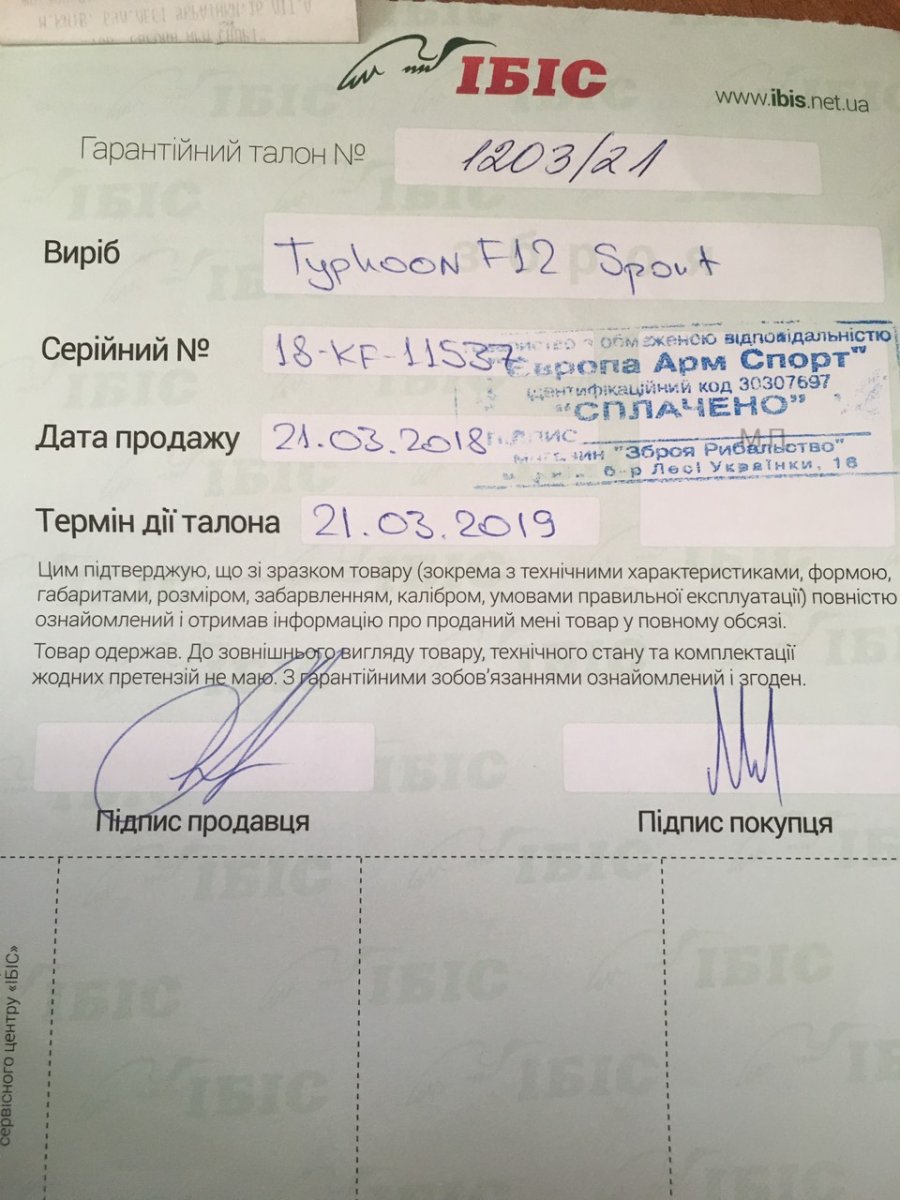 ІБІС
www.ibis.net.ua
Гарантійний талон № 1203/21
Виріб Typhoon F12 Sport
Серійний № 18-KF-11537
обмеженою відповідальністю
Європа Арм Спорт"
ідентифікаційний код 30307697
"СПЛАЧЕНО"
Дата продажу 21.03.2018
М.П.
"Зброя Рибальство"
б-р Лесі Українки, 16
Термін дії талона 21.03.2019
Цим підтверджую, що зі зразком товару (зокрема з технічними характеристиками, формою,
габаритами, розміром, забарвленням, калібром, умовами правильної експлуатації) повністю
ознайомлений і отримав інформацію про проданий мені товар у повному обсязі.
Товар одержав. До зовнішнього вигляду товару, технічного стану та комплектації
жодних претензій не маю. З гарантійними зобов'язаннями ознайомлений і згоден.
Підпис продавця
Підпис покупця
сервісного центру «ІБІС»